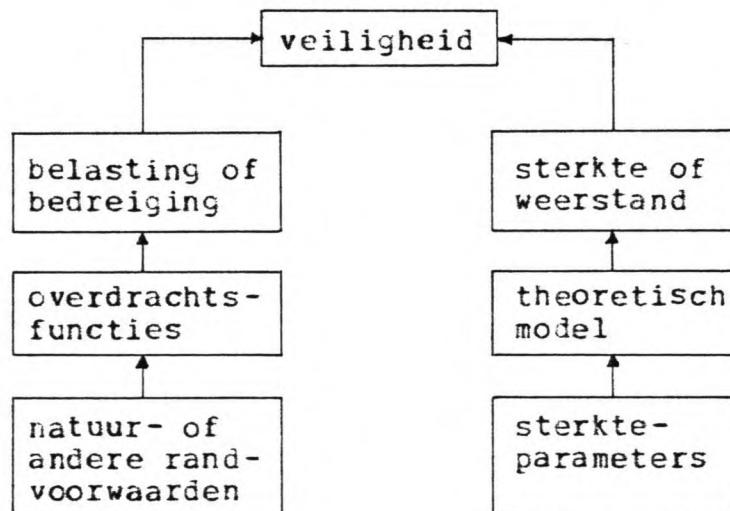 veiligheid
belasting of
bedreiging
sterkte of
weerstand
overdrachts-
functies
theoretisch
model
natuur- of
andere rand-
voorwaarden
sterkte-
parameters